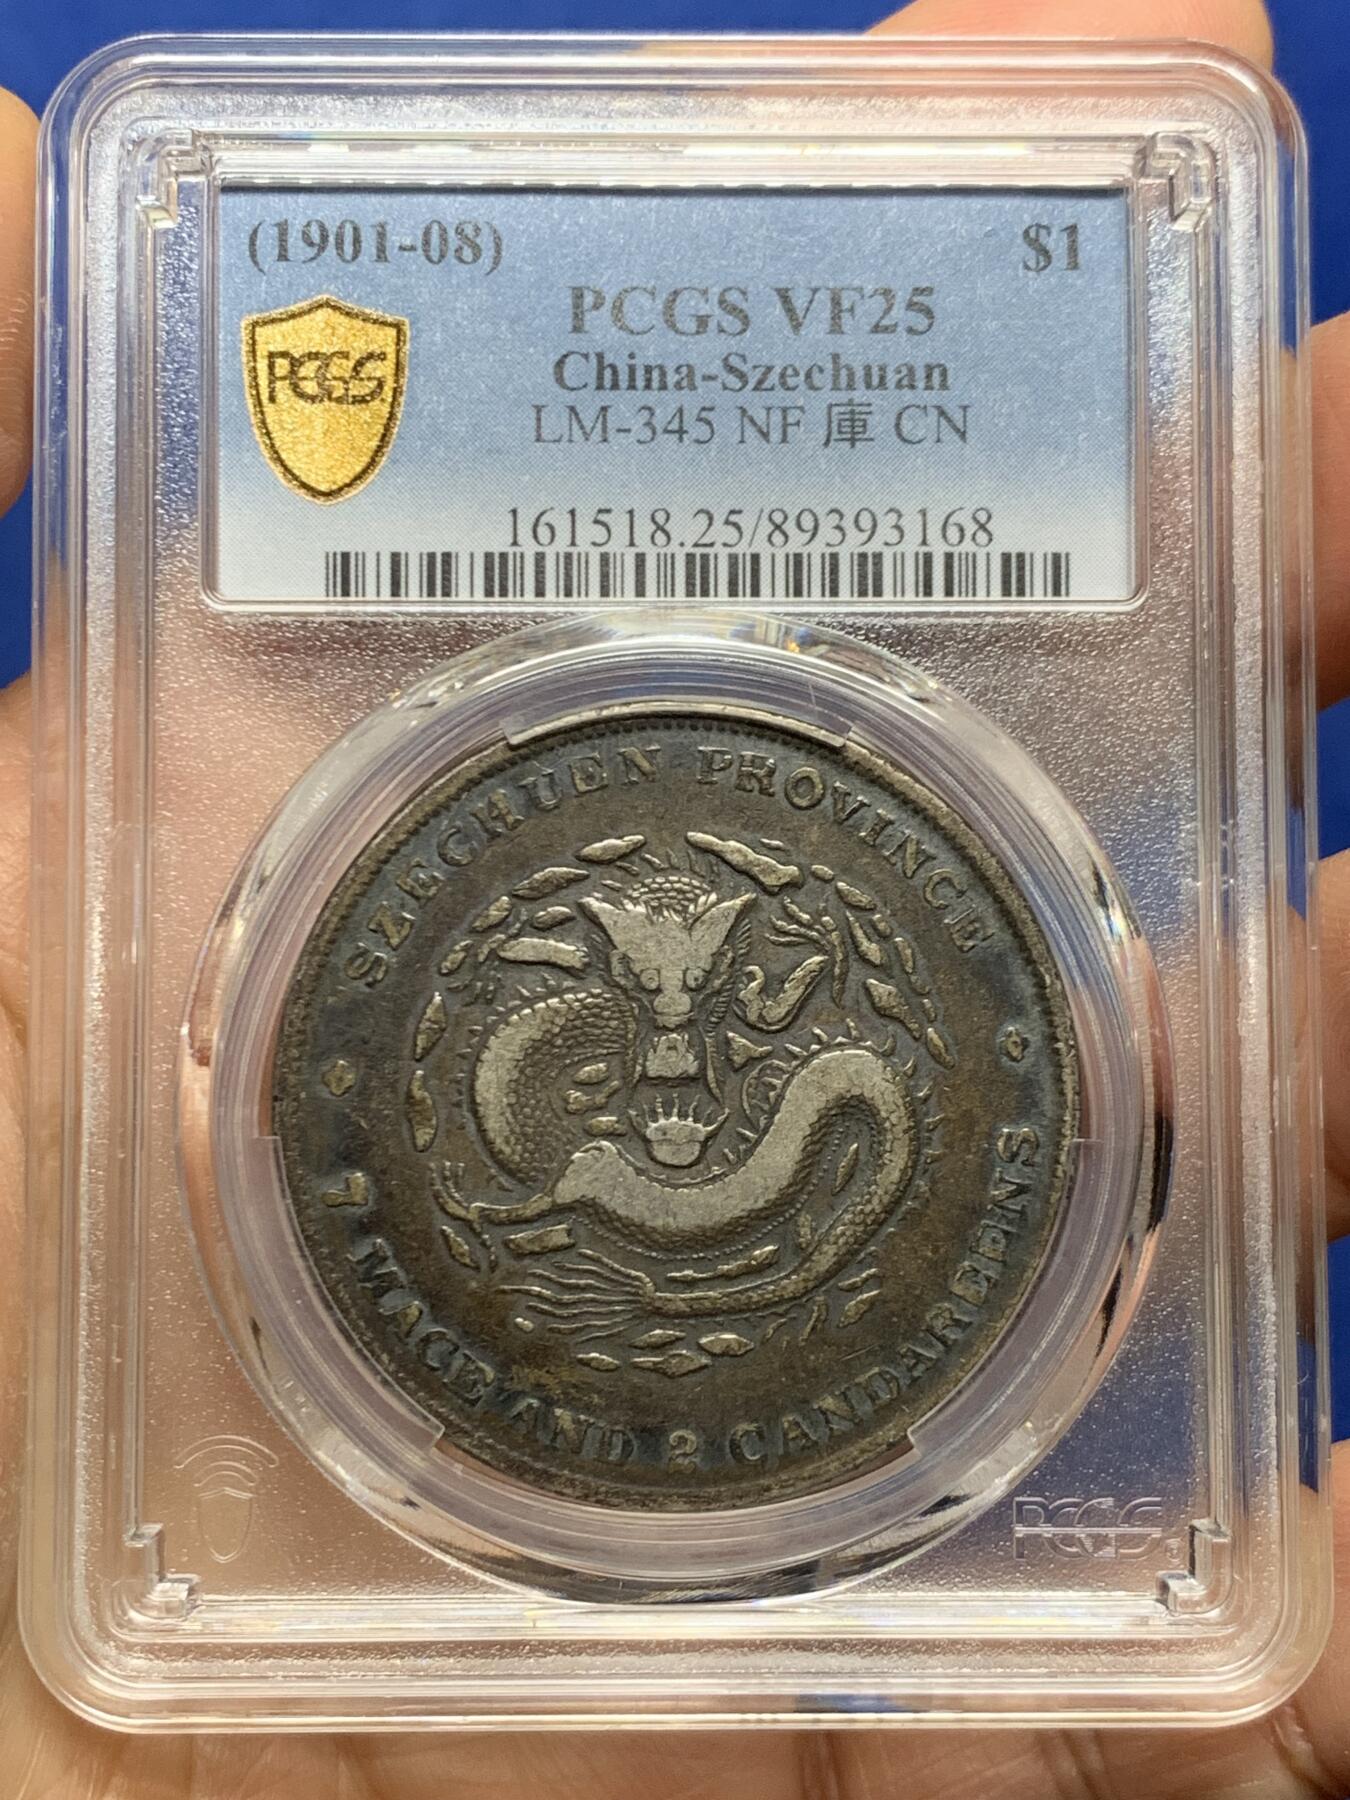 (1901-08) $1
PCGS VF25
PCGS
China-Szechuan
LM-345 NF 庫 CN
161518.25/89393168
SZECHUEN PROVINCE
7 MACE AND 2 CANDAREENS
PCGS